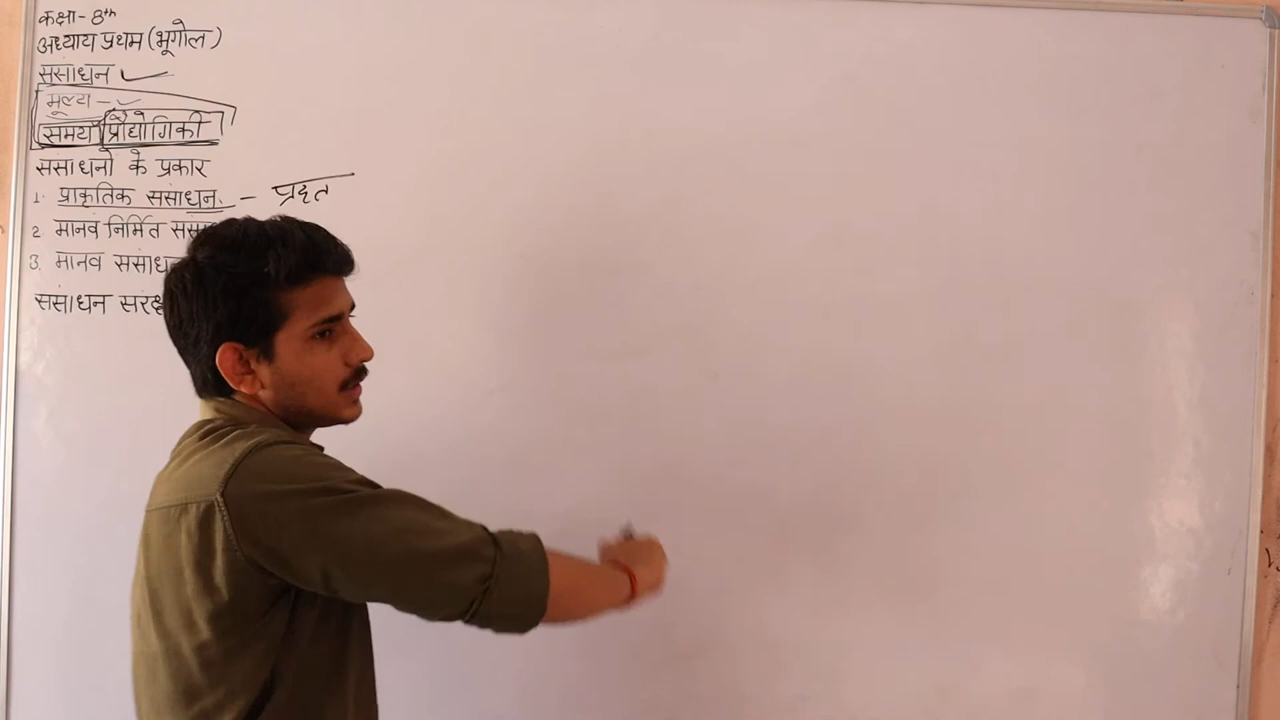 कक्षा - 8th
अध्याय प्रथम (भूगोल)
संसाधन
मूल्य -
समय प्रौद्योगिकी
संसाधनो के प्रकार
1. प्राकृतिक संसाधन. - प्रदत
2. मानव निर्मित
3. मानव
संसाधन